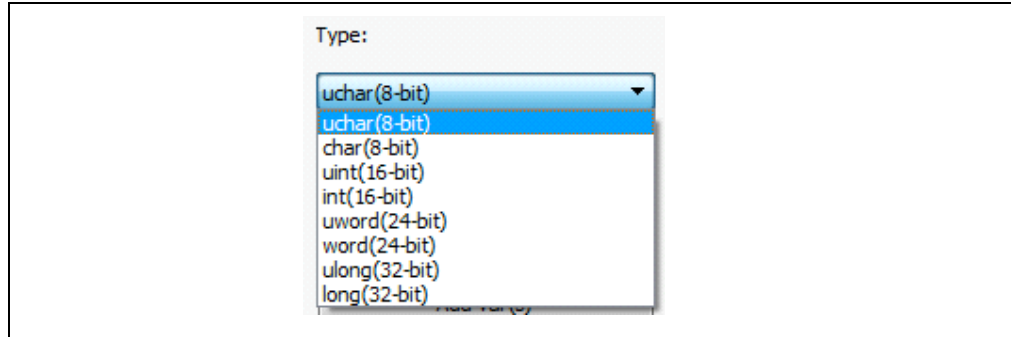 Type:
uchar(8-bit)
uchar(8-bit)
char(8-bit)
uint(16-bit)
int(16-bit)
uword(24-bit)
word(24-bit)
ulong(32-bit)
long(32-bit)